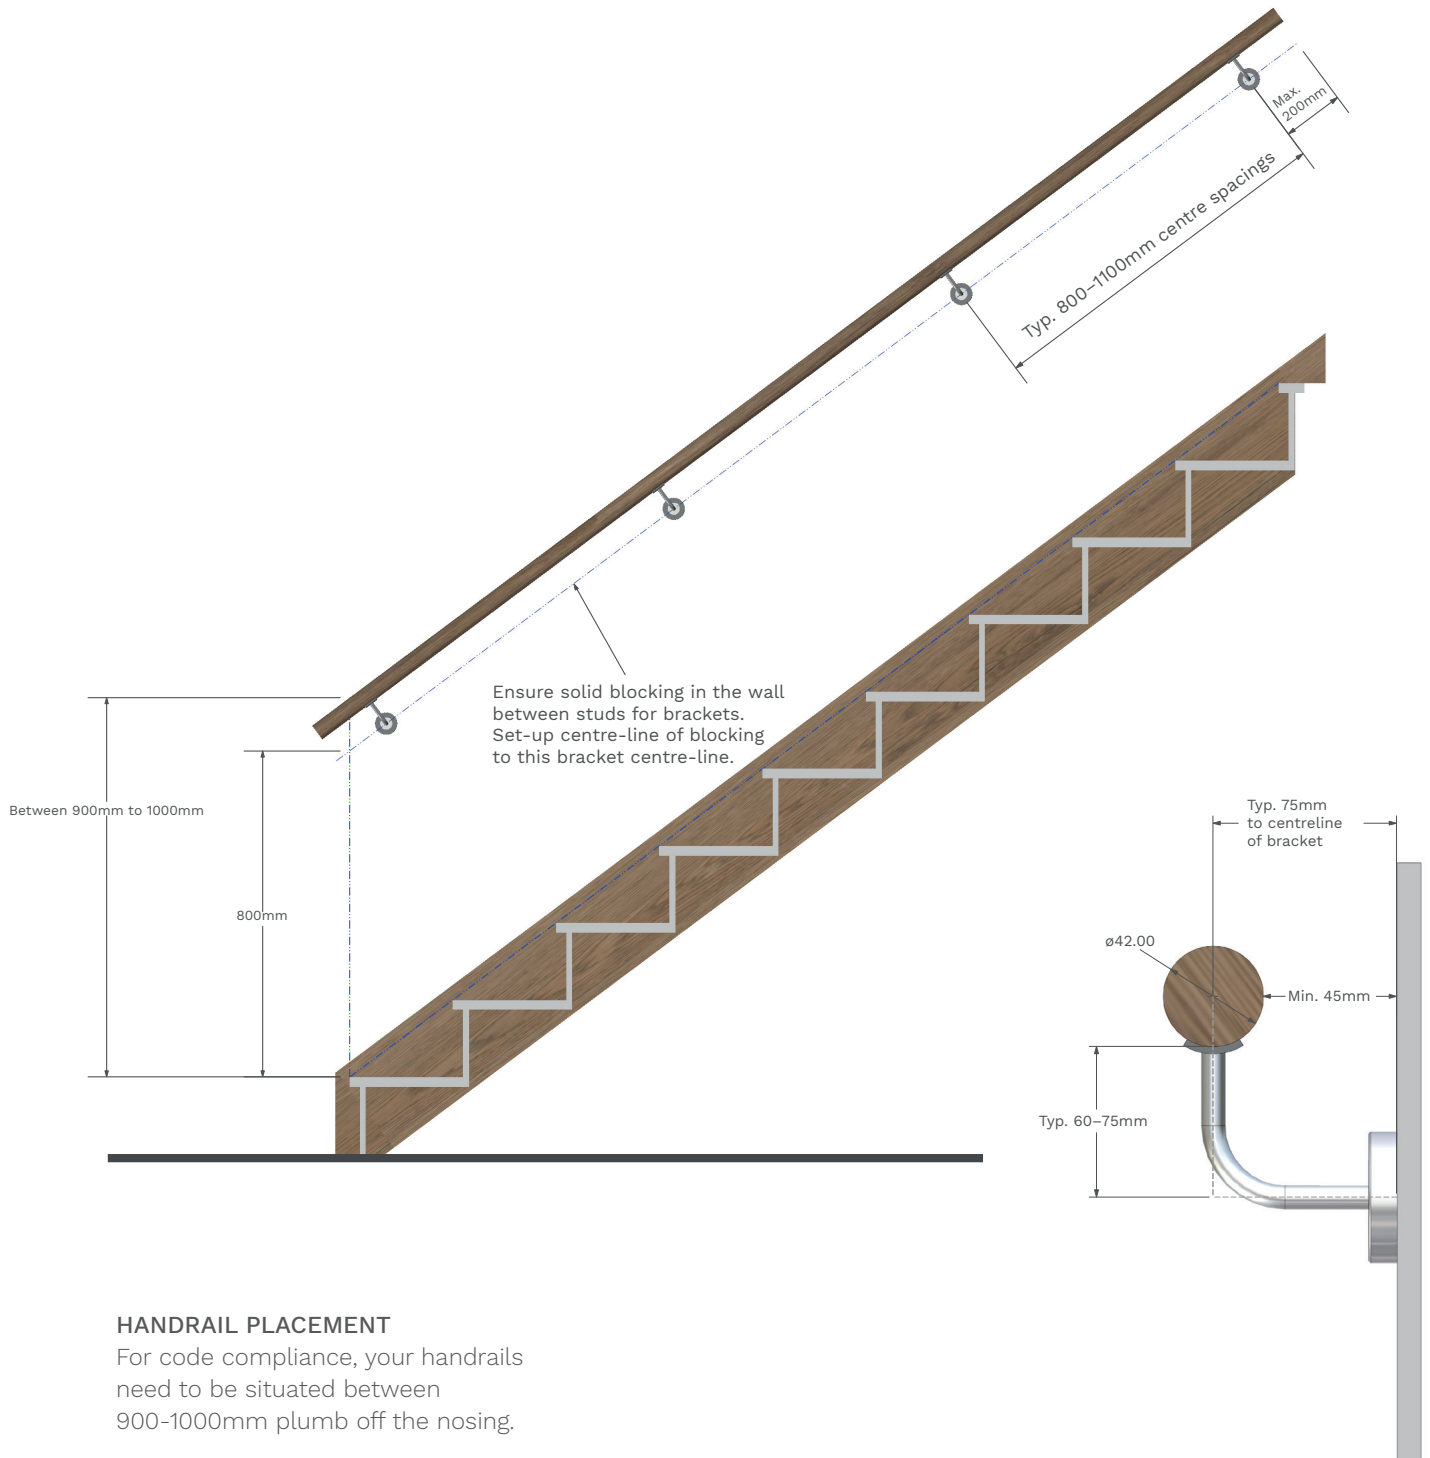 Max.
200mm
Typ. 800–1100mm centre spacings
Ensure solid blocking in the wall
between studs for brackets.
Set-up centre-line of blocking
to this bracket centre-line.
Between 900mm to 1000mm
800mm
Typ. 75mm
to centreline
of bracket
ø42.00
Min. 45mm
Typ. 60–75mm
HANDRAIL PLACEMENT
For code compliance, your handrails
need to be situated between
900-1000mm plumb off the nosing.